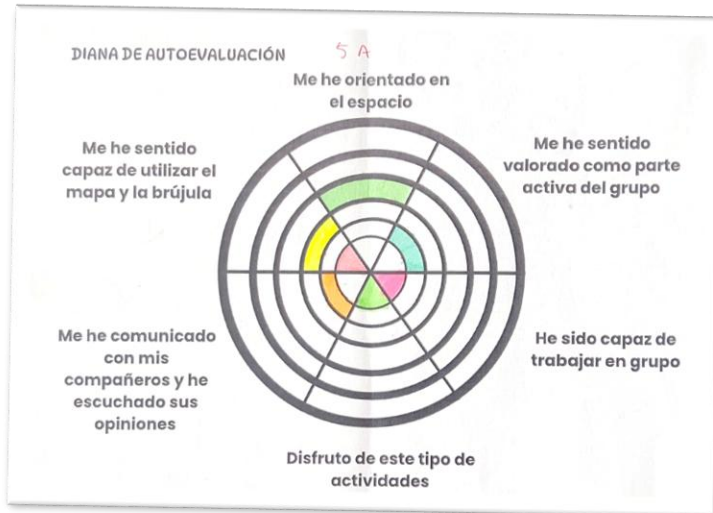 DIANA DE AUTOEVALUACIÓN 5 A
Me he orientado en
el espacio
Me he sentido
capaz de utilizar el
mapa y la brújula
Me he sentido
valorado como parte
activa del grupo
Me he comunicado
con mis
compañeros y he
escuchado sus
opiniones
He sido capaz de
trabajar en grupo
Disfruto de este tipo de
actividades